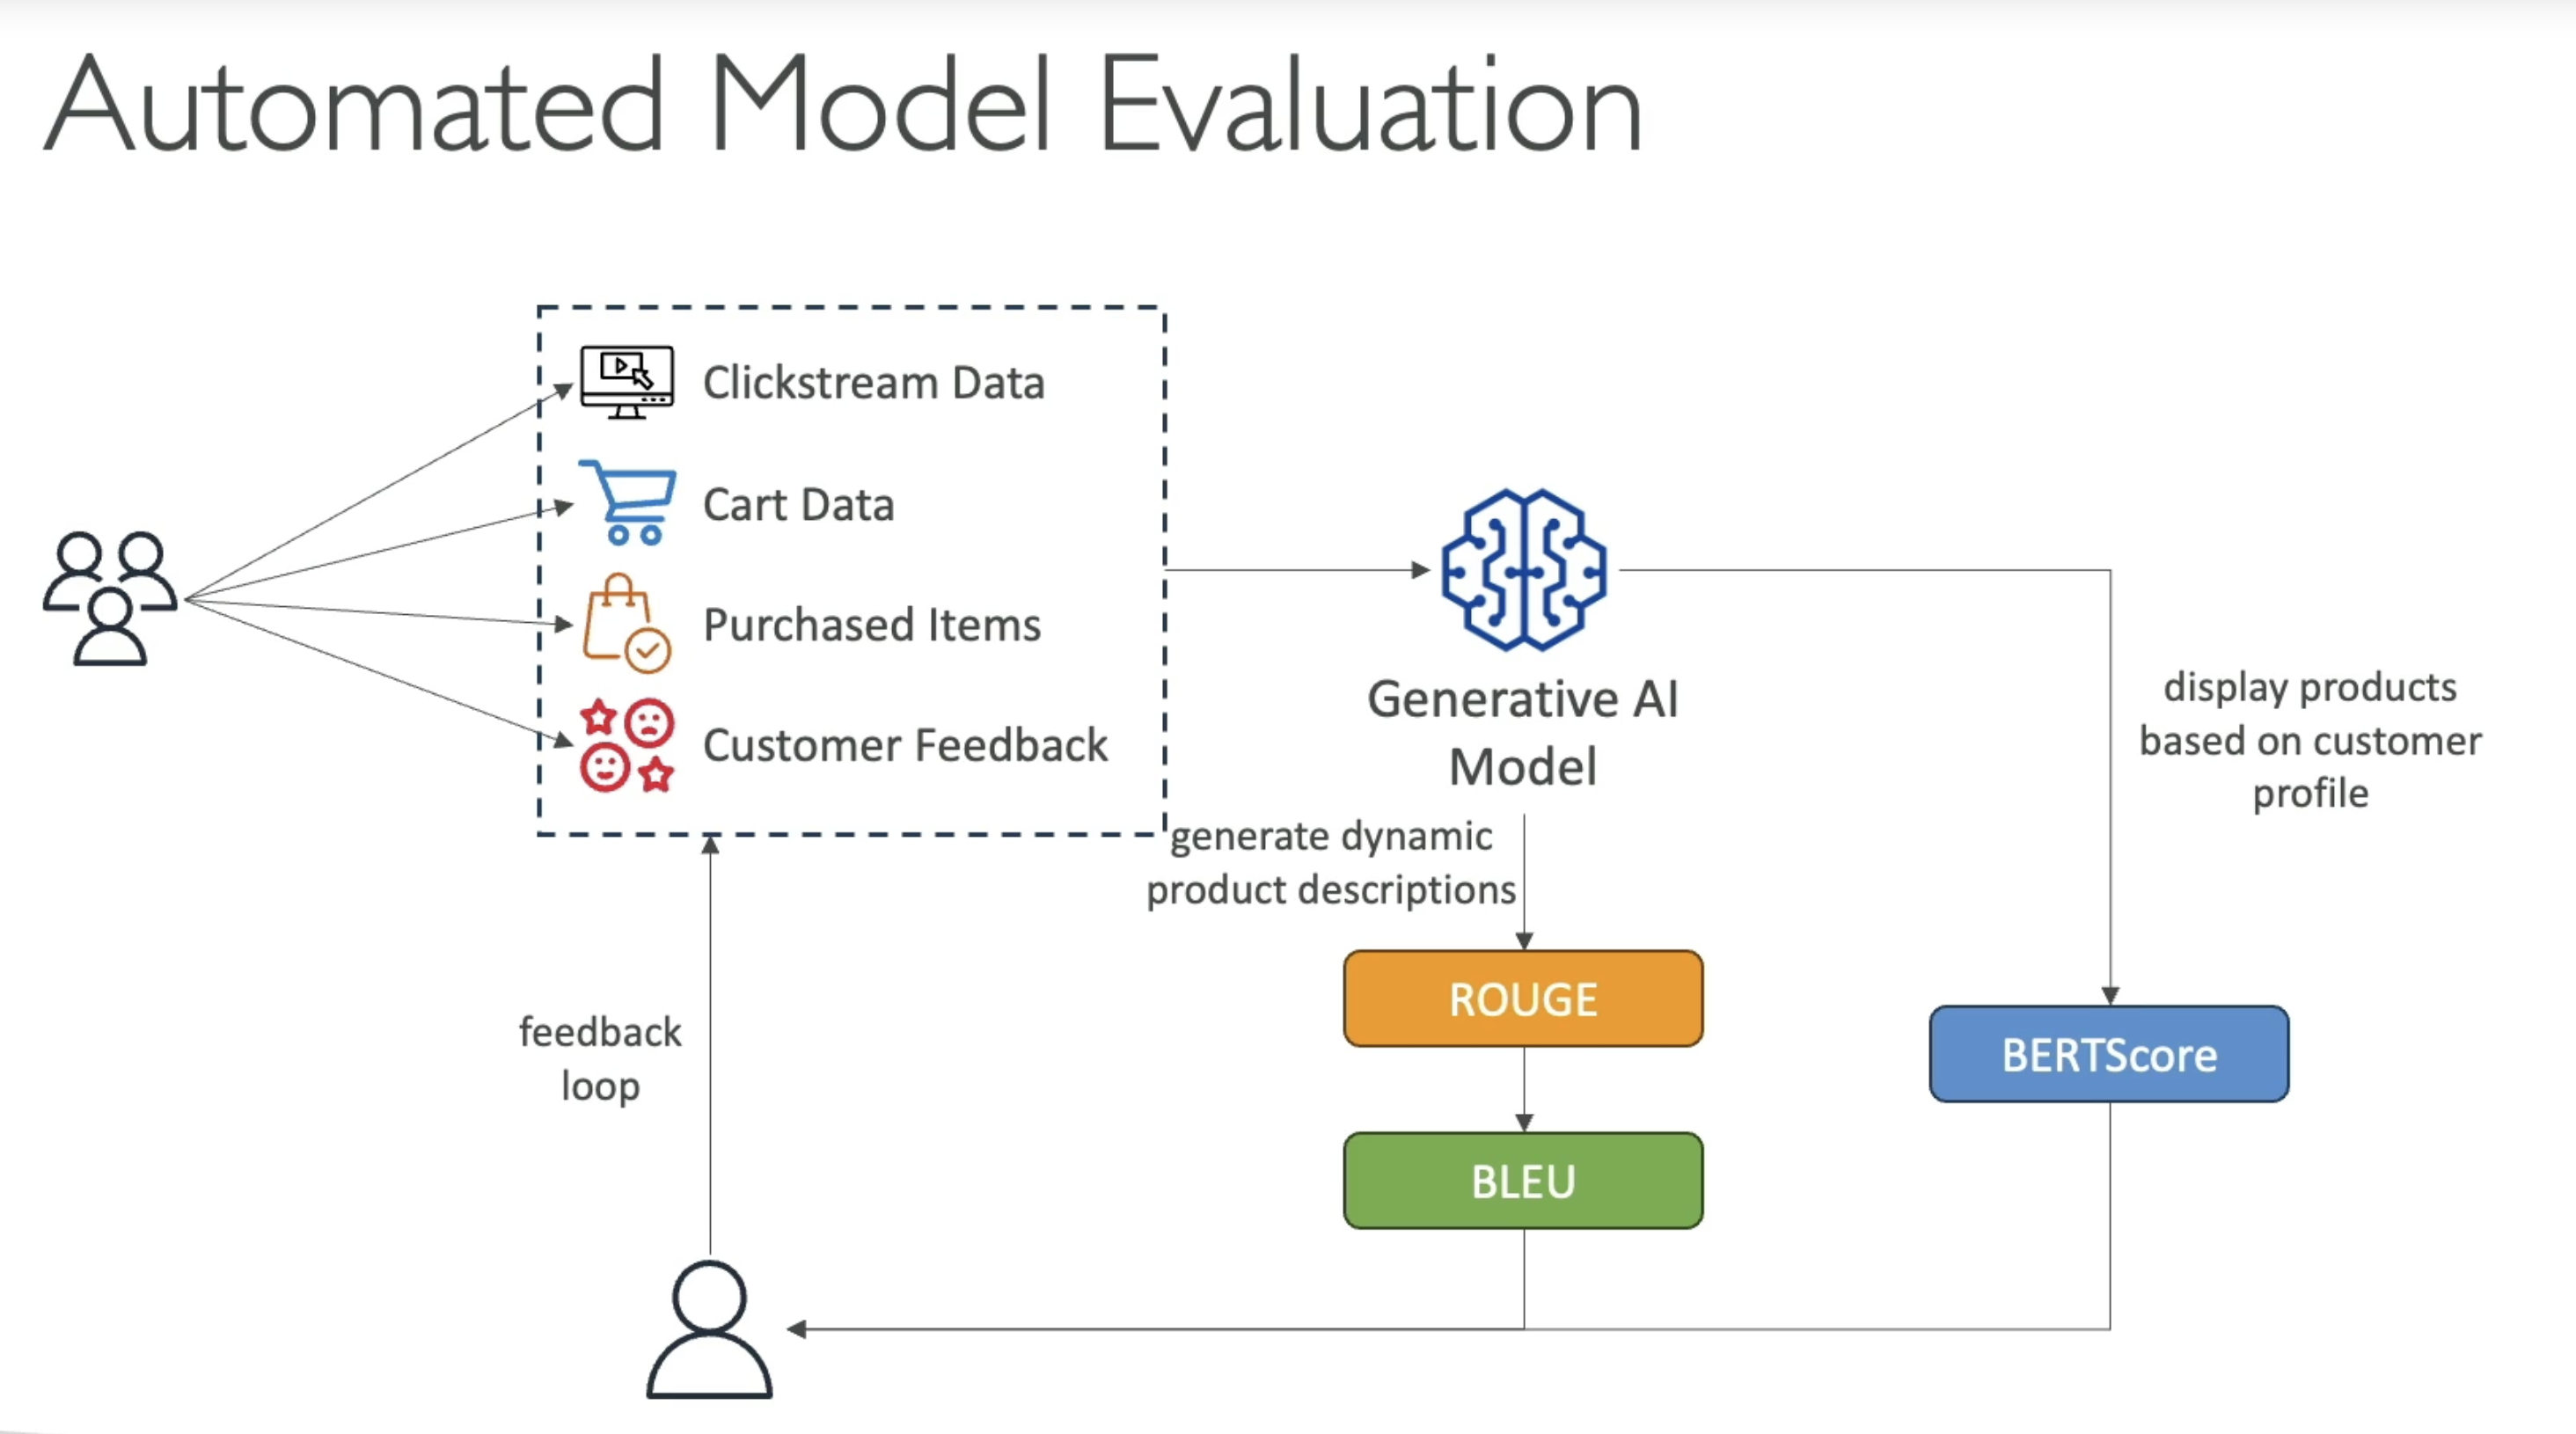 Automated Model Evaluation
Clickstream Data
Cart Data
Purchased Items
Customer Feedback
Generative AI
Model
generate dynamic
product descriptions
display products
based on customer
profile
ROUGE
BERTScore
BLEU
feedback
loop